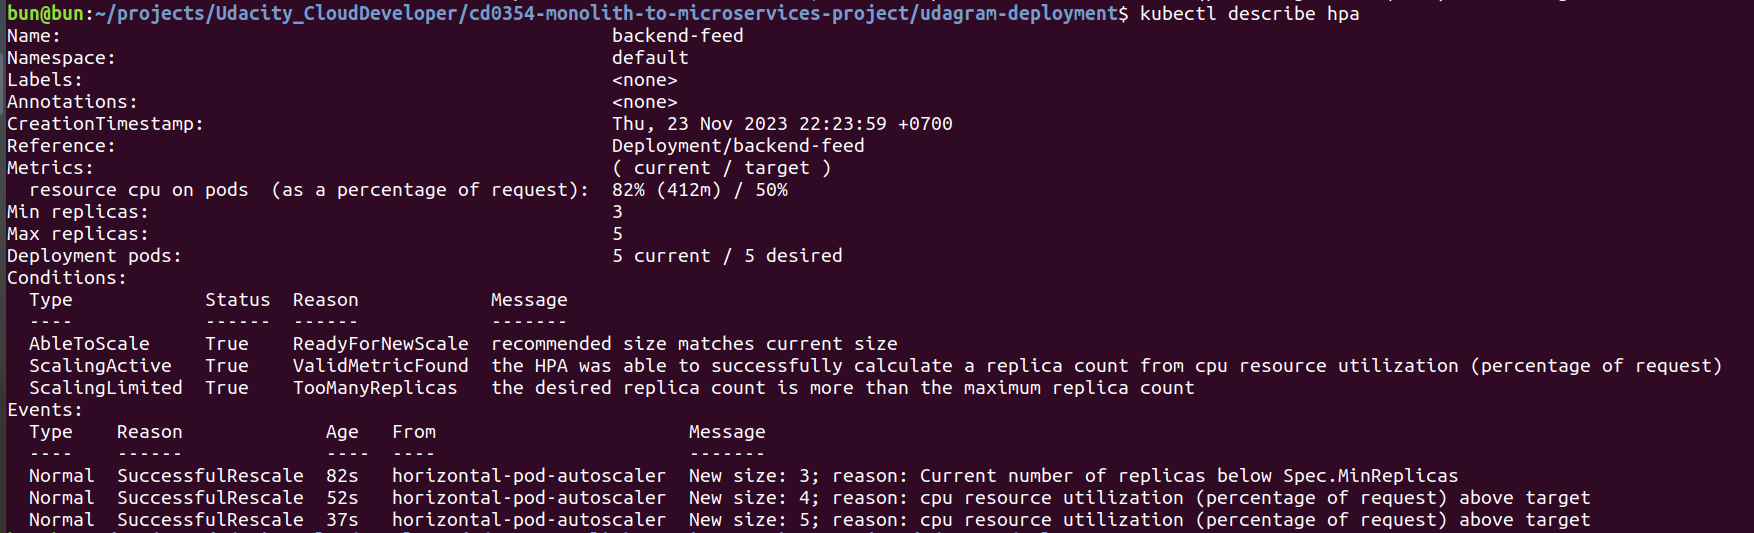 bun@bun:~/projects/Udacity_CloudDeveloper/cd0354-monolith-to-microservices-project/udagram-deployment$ kubectl describe hpa
Name:                                                  backend-feed
Namespace:                                             default
Labels:                                                <none>
Annotations:                                           <none>
CreationTimestamp:                                     Thu, 23 Nov 2023 22:23:59 +0700
Reference:                                             Deployment/backend-feed
Metrics:                                               ( current / target )
  resource cpu on pods  (as a percentage of request):  82% (412m) / 50%
Min replicas:                                          3
Max replicas:                                          5
Deployment pods:                                       5 current / 5 desired
Conditions:
  Type            Status  Reason            Message
  ----            ------  ------            -------
  AbleToScale     True    ReadyForNewScale  recommended size matches current size
  ScalingActive   True    ValidMetricFound  the HPA was able to successfully calculate a replica count from cpu resource utilization (percentage of request)
  ScalingLimited  True    TooManyReplicas   the desired replica count is more than the maximum replica count
Events:
  Type    Reason             Age   From                       Message
  ----    ------             ----  ----                       -------
  Normal  SuccessfulRescale  82s   horizontal-pod-autoscaler  New size: 3; reason: Current number of replicas below Spec.MinReplicas
  Normal  SuccessfulRescale  52s   horizontal-pod-autoscaler  New size: 4; reason: cpu resource utilization (percentage of request) above target
  Normal  SuccessfulRescale  37s   horizontal-pod-autoscaler  New size: 5; reason: cpu resource utilization (percentage of request) above target